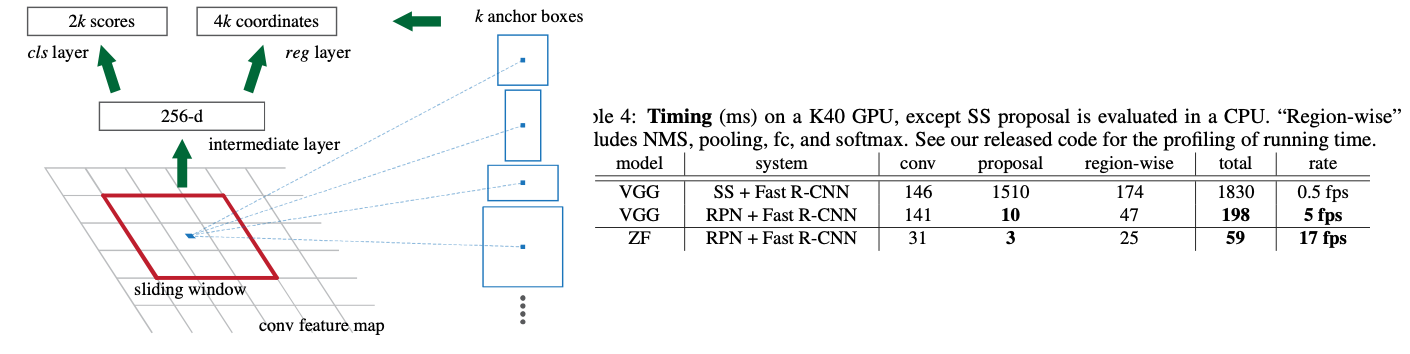 2k scores
4k coordinates
k anchor boxes
cls layer
reg layer
256-d
intermediate layer
sliding window
conv feature map
ble 4: Timing (ms) on a K40 GPU, except SS proposal is evaluated in a CPU. “Region-wise”
ludes NMS, pooling, fc, and softmax. See our released code for the profiling of running time.
model system conv proposal region-wise total rate
VGG SS + Fast R-CNN 146 1510 174 1830 0.5 fps
VGG RPN + Fast R-CNN 141 10 47 198 5 fps
ZF RPN + Fast R-CNN 31 3 25 59 17 fps